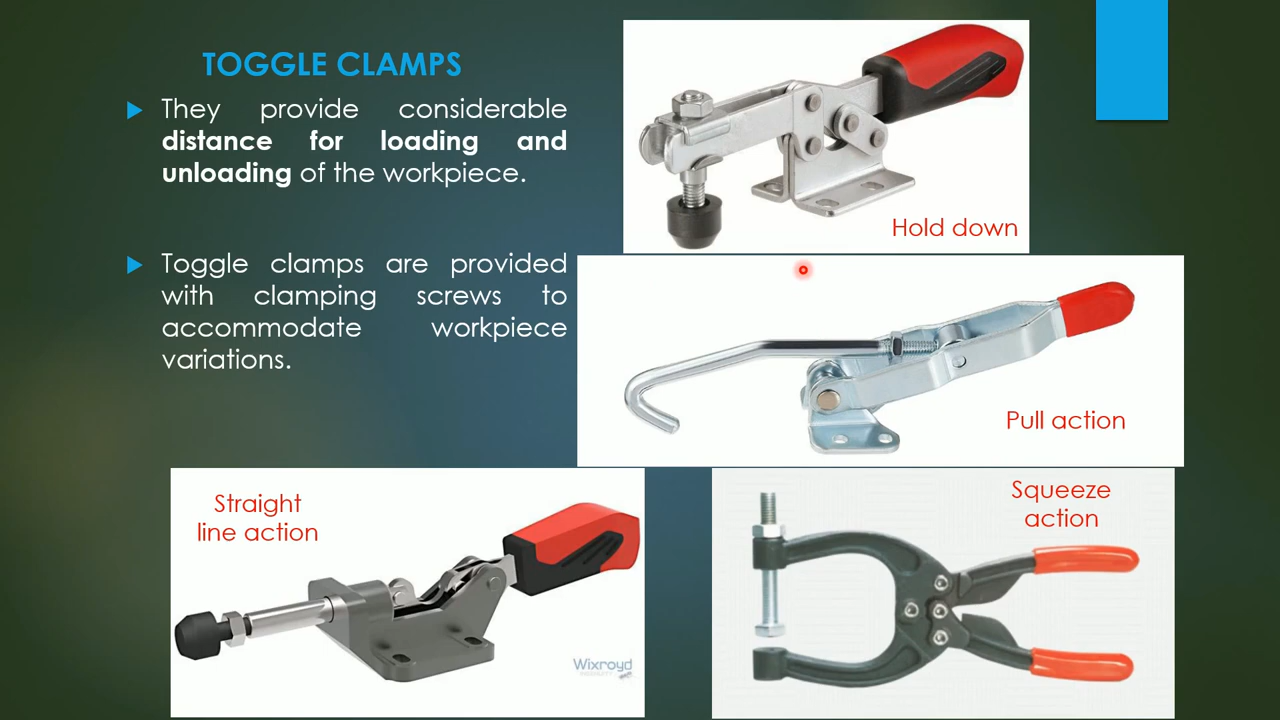 TOGGLE CLAMPS
They provide considerable
distance for loading and
unloading of the workpiece.
Toggle clamps are provided
with clamping screws to
accommodate workpiece
variations.
Hold down
Pull action
Straight
line action
Wixroyd
Squeeze
action